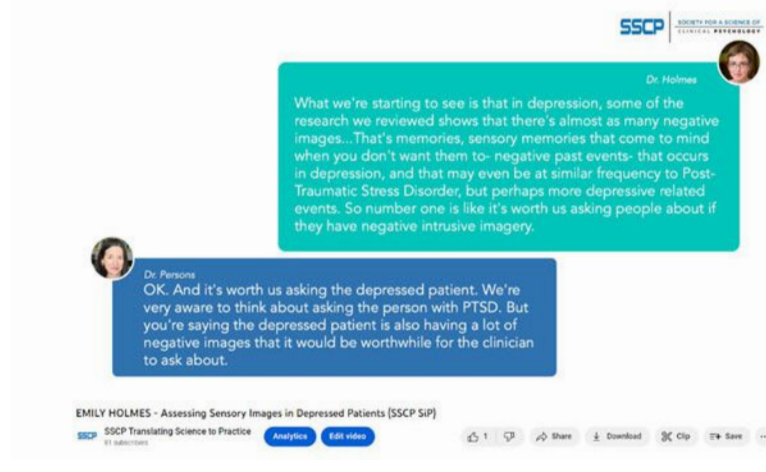 SSCP
SOCIETY FOR A SCIENCE OF
CLINICAL PSYCHOLOGY
Dr. Holmes
What we're starting to see is that in depression, some of the
research we reviewed shows that there's almost as many negative
images...That's memories, sensory memories that come to mind
when you don't want them to- negative past events- that occurs
in depression, and that may even be at similar frequency to Post-
Traumatic Stress Disorder, but perhaps more depressive related
events. So number one is like it's worth us asking people about if
they have negative intrusive imagery.
Dr. Persons
OK. And it's worth us asking the depressed patient. We're
very aware to think about asking the person with PTSD. But
you're saying the depressed patient is also having a lot of
negative images that it would be worthwhile for the clinician
to ask about.
EMILY HOLMES - Assessing Sensory Images in Depressed Patients (SSCP SiP)
SSCP
SSCP Translating Science to Practice
subscribers
Analytics
Edit video
1
Share
Download
Clip
Save